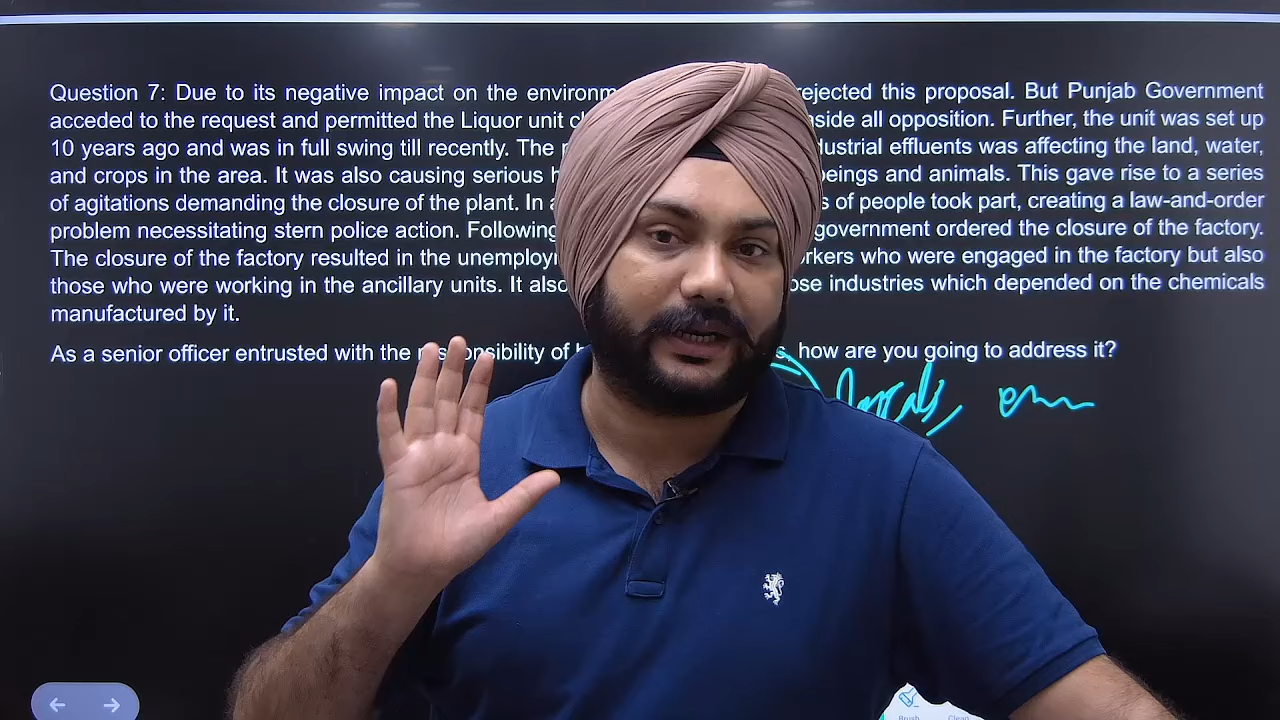 Question 7: Due to its negative impact on the environm rejected this proposal. But Punjab Government
acceded to the request and permitted the Liquor unit cl nside all opposition. Further, the unit was set up
10 years ago and was in full swing till recently. The dustrial effluents was affecting the land, water,
and crops in the area. It was also causing serious h beings and animals. This gave rise to a series
of agitations demanding the closure of the plant. In a s of people took part, creating a law-and-order
problem necessitating stern police action. Following government ordered the closure of the factory.
The closure of the factory resulted in the unemployı rkers who were engaged in the factory but also
those who were working in the ancillary units. It also ose industries which depended on the chemicals
manufactured by it.
As a senior officer entrusted with the responsibility of , how are you going to address it?
Brush Clean